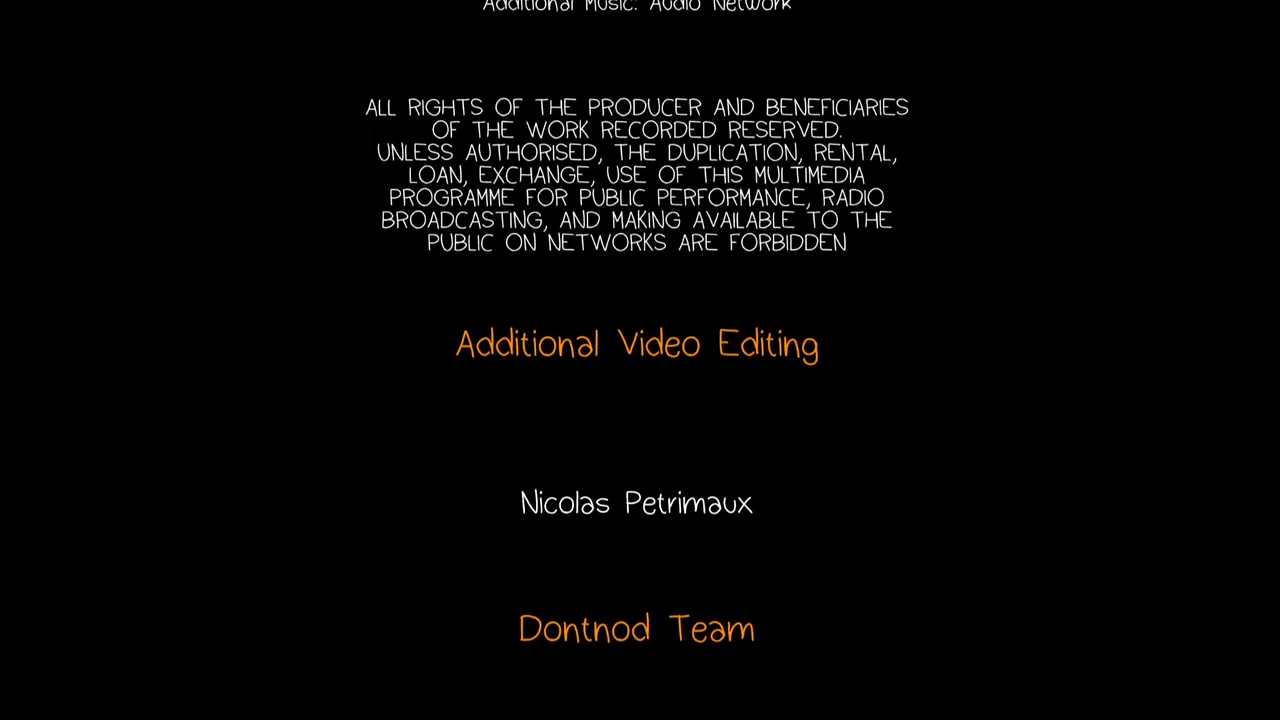 Additional Music: Audio Network
ALL RIGHTS OF THE PRODUCER AND BENEFICIARIES
OF THE WORK RECORDED RESERVED.
UNLESS AUTHORISED, THE DUPLICATION, RENTAL,
LOAN, EXCHANGE, USE OF THIS MULTIMEDIA
PROGRAMME FOR PUBLIC PERFORMANCE, RADIO
BROADCASTING, AND MAKING AVAILABLE TO THE
PUBLIC ON NETWORKS ARE FORBIDDEN
Additional Video Editing
Nicolas Petrimaux
Dontnod Team